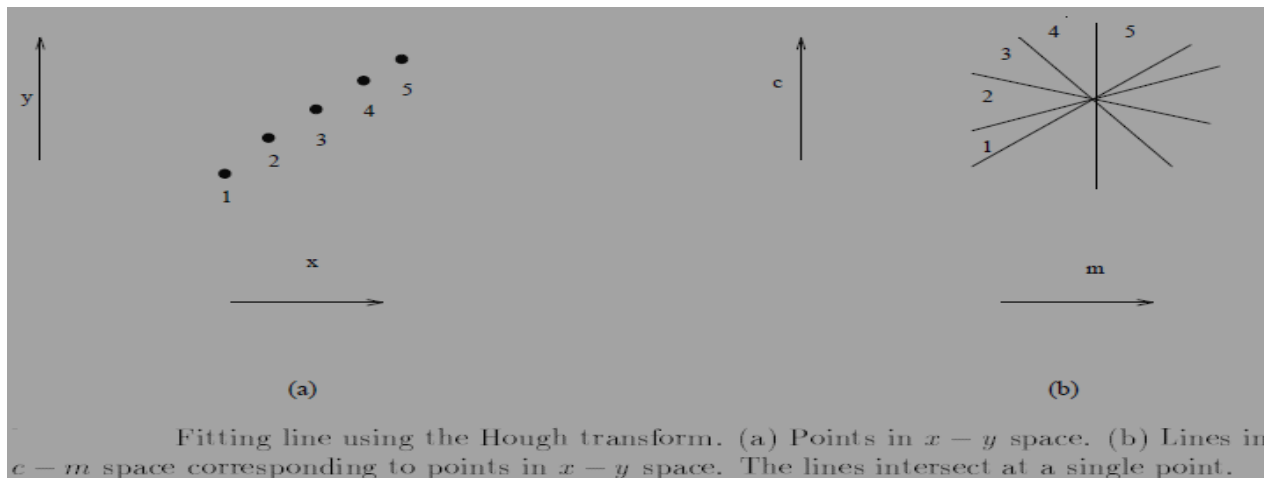 y
1
2
3
4
5
x
(a)
c
1
2
3
4
5
m
(b)
Fitting line using the Hough transform. (a) Points in x − y space. (b) Lines in
c − m space corresponding to points in x − y space. The lines intersect at a single point.